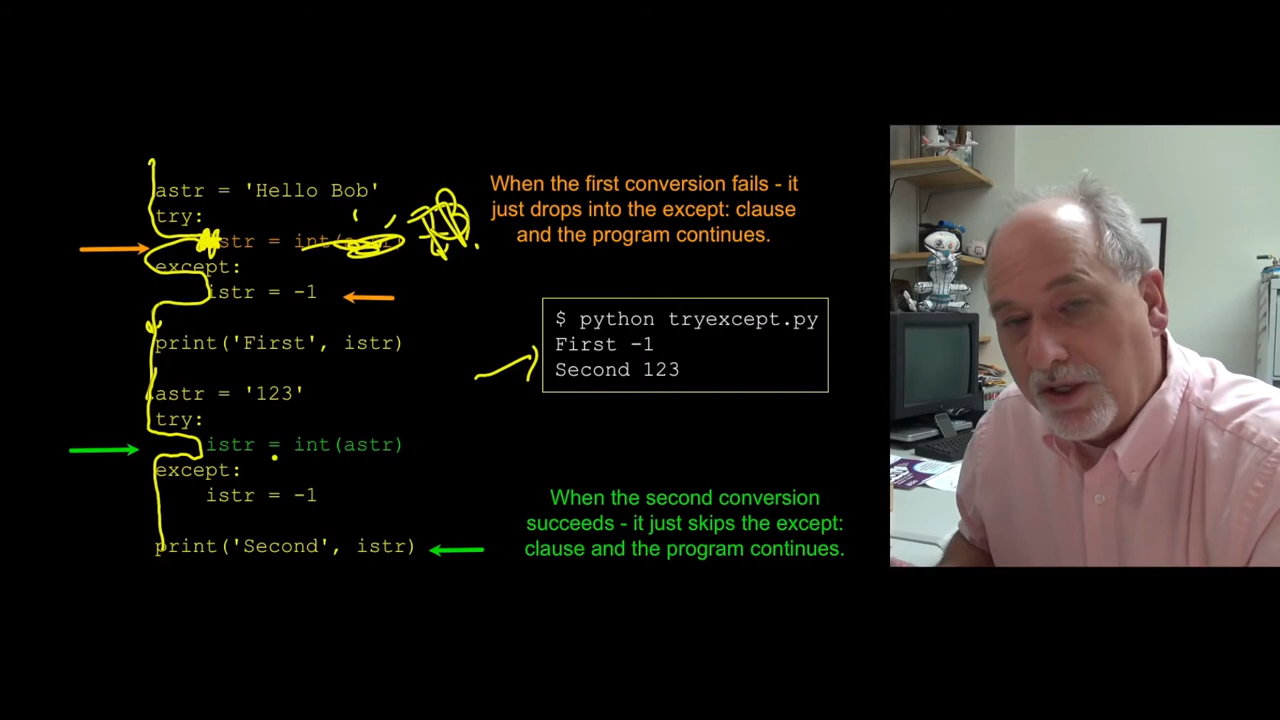 astr = 'Hello Bob'
try:
istr = int(astr)
except:
istr = -1
print('First', istr)
astr = '123'
try:
istr = int(astr)
except:
istr = -1
print('Second', istr)
When the first conversion fails - it
just drops into the except: clause
and the program continues.
$ python tryexcept.py
First -1
Second 123
When the second conversion
succeeds - it just skips the except:
clause and the program continues.